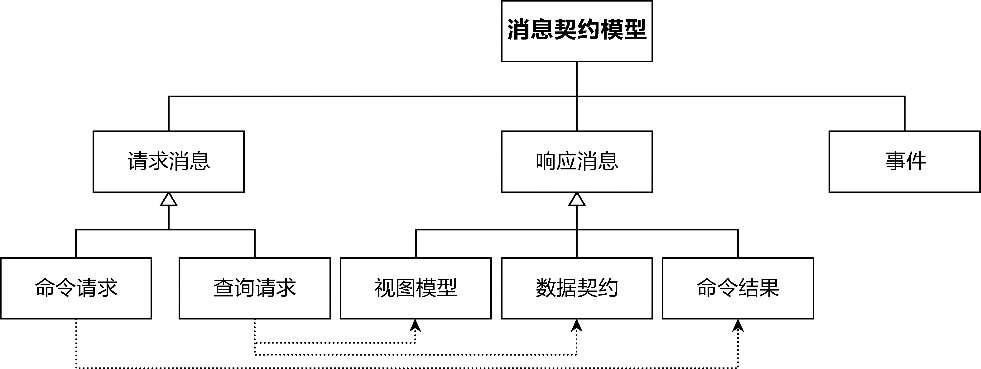 消息契约模型
请求消息
响应消息
事件
命令请求
查询请求
视图模型
数据契约
命令结果